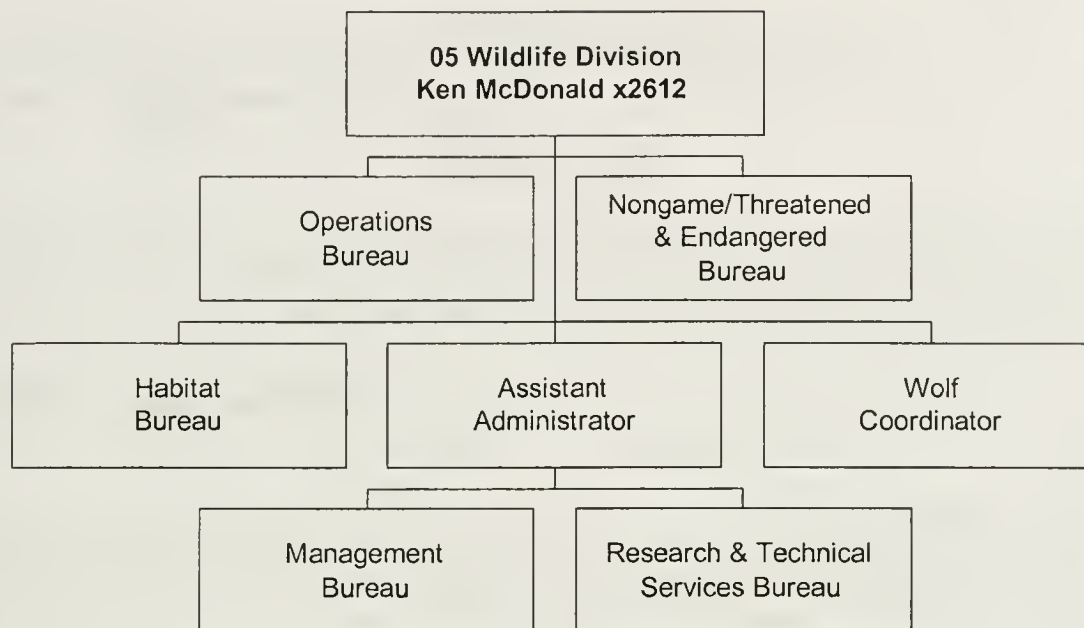 05 Wildlife Division
Ken McDonald x2612
Operations
Bureau
Nongame/Threatened
& Endangered
Bureau
Habitat
Bureau
Assistant
Administrator
Wolf
Coordinator
Management
Bureau
Research & Technical
Services Bureau